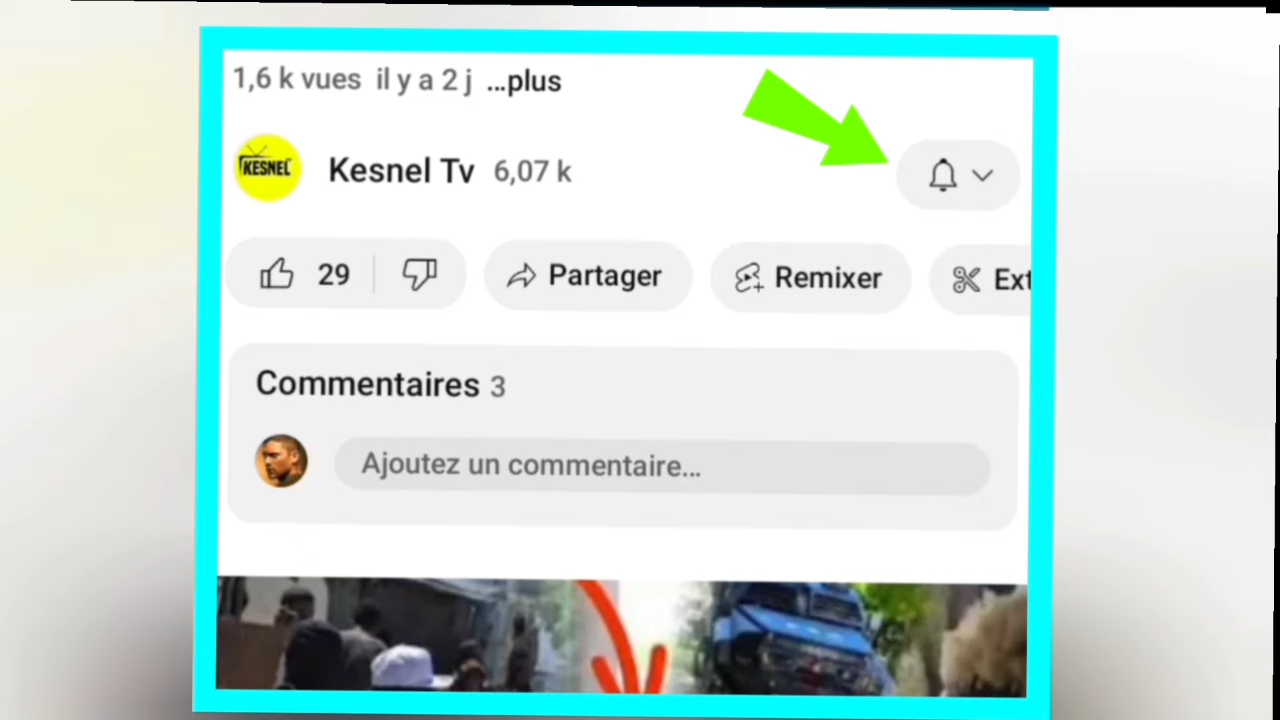 1,6 k vues il y a 2 j ...plus
KESNEL
Kesnel Tv 6,07 k
29 Partager Remixer Ext
Commentaires 3
Ajoutez un commentaire...